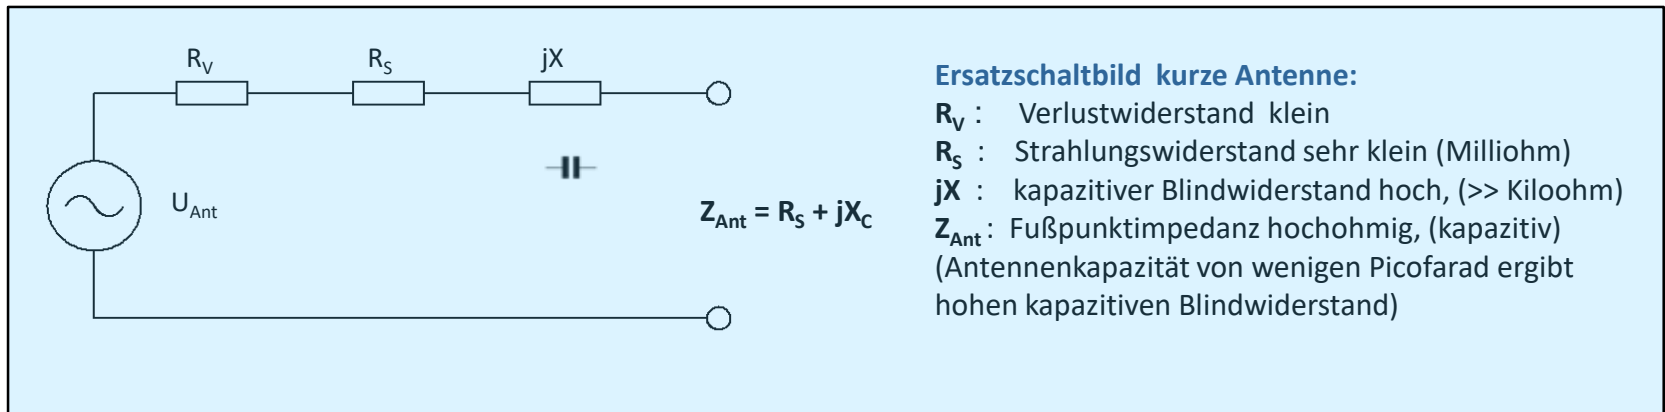 R_V R_S jX
U_Ant
Z_Ant = R_S + jX_C
Ersatzschaltbild kurze Antenne:
R_V : Verlustwiderstand klein
R_S : Strahlungswiderstand sehr klein (Milliohm)
jX : kapazitiver Blindwiderstand hoch, (>> Kiloohm)
Z_Ant : Fußpunktimpedanz hochohmig, (kapazitiv)
(Antennenkapazität von wenigen Picofarad ergibt
hohen kapazitiven Blindwiderstand)